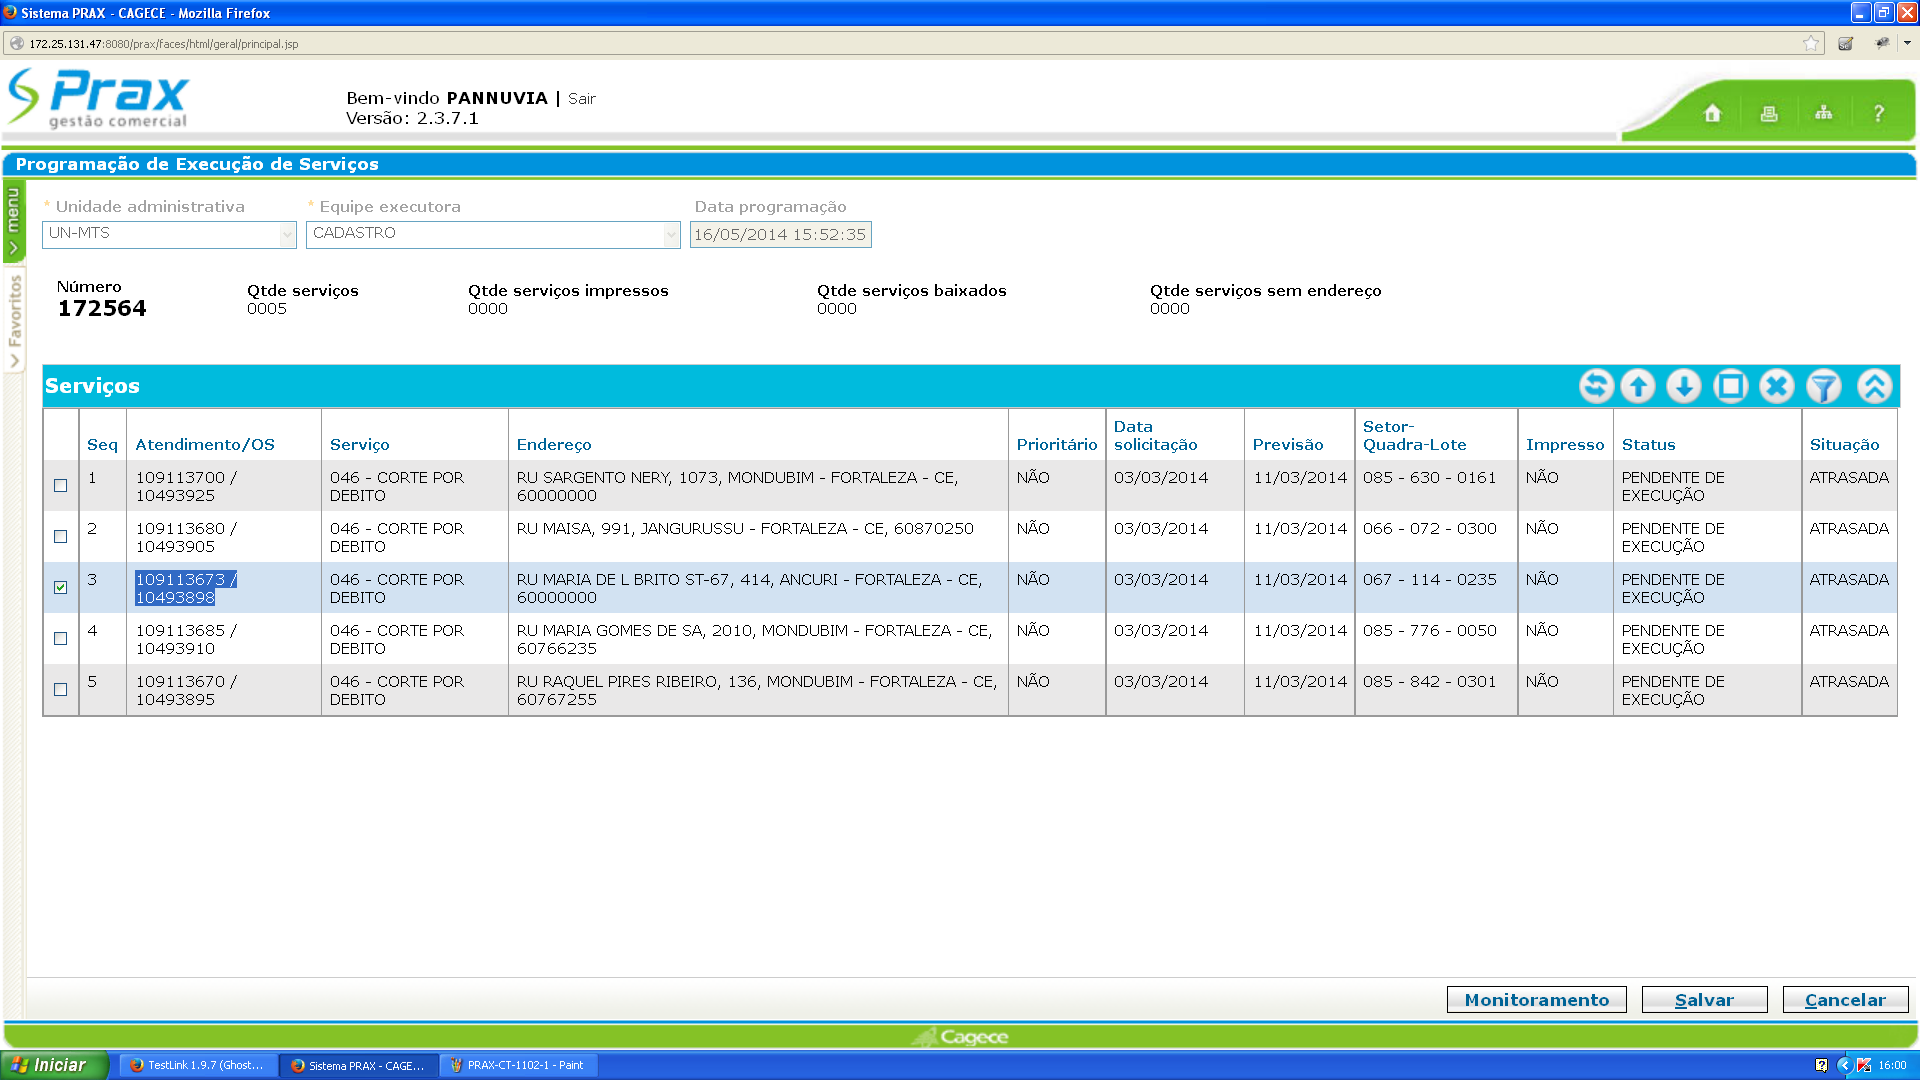 Sistema PRAX - CAGECE - Mozilla Firefox
172.25.131.47:8080/prax/faces/html/geral/principal.jsp
Prax
gestão comercial
Bem-vindo PANNUVIA | Sair
Versão: 2.3.7.1
?
Programação de Execução de Serviços
menu
Favoritos
* Unidade administrativa * Equipe executora Data programação
UN-MTS CADASTRO 16/05/2014 15:52:35
Número Qtde serviços Qtde serviços impressos Qtde serviços baixados Qtde serviços sem endereço
172564 0005 0000 0000 0000
Serviços
Seq Atendimento/OS Serviço Endereço Prioritário Data solicitação Previsão Setor-Quadra-Lote Impresso Status Situação
1 109113700 / 10493925 046 - CORTE POR DEBITO RU SARGENTO NERY, 1073, MONDUBIM - FORTALEZA - CE, 60000000 NÃO 03/03/2014 11/03/2014 085 - 630 - 0161 NÃO PENDENTE DE EXECUÇÃO ATRASADA
2 109113680 / 10493905 046 - CORTE POR DEBITO RU MAISA, 991, JANGURUSSU - FORTALEZA - CE, 60870250 NÃO 03/03/2014 11/03/2014 066 - 072 - 0300 NÃO PENDENTE DE EXECUÇÃO ATRASADA
3 109113673 / 10493898 046 - CORTE POR DEBITO RU MARIA DE L BRITO ST-67, 414, ANCURI - FORTALEZA - CE, 60000000 NÃO 03/03/2014 11/03/2014 067 - 114 - 0235 NÃO PENDENTE DE EXECUÇÃO ATRASADA
4 109113685 / 10493910 046 - CORTE POR DEBITO RU MARIA GOMES DE SA, 2010, MONDUBIM - FORTALEZA - CE, 60766235 NÃO 03/03/2014 11/03/2014 085 - 776 - 0050 NÃO PENDENTE DE EXECUÇÃO ATRASADA
5 109113670 / 10493895 046 - CORTE POR DEBITO RU RAQUEL PIRES RIBEIRO, 136, MONDUBIM - FORTALEZA - CE, 60767255 NÃO 03/03/2014 11/03/2014 085 - 842 - 0301 NÃO PENDENTE DE EXECUÇÃO ATRASADA
Monitoramento Salvar Cancelar
Cagece
Iniciar TestLink 1.9.7 (Ghost... Sistema PRAX - CAGE... PRAX-CT-1102-1 - Paint 16:00